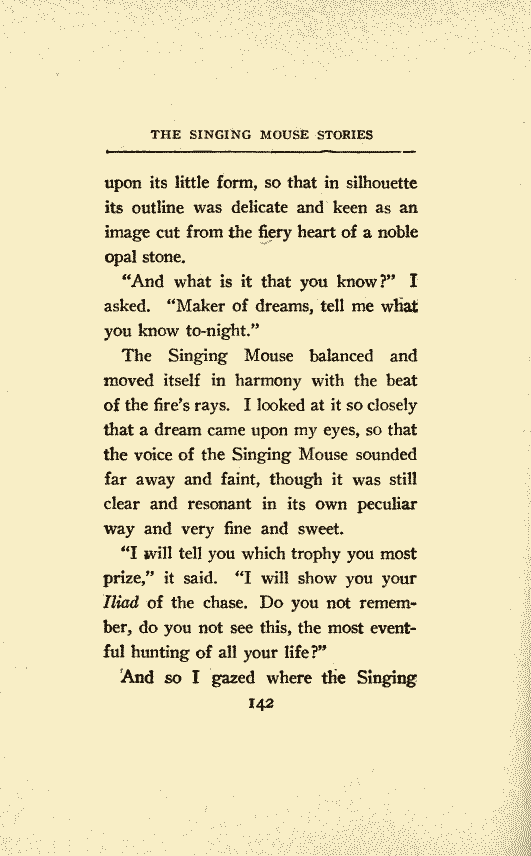 THE SINGING MOUSE STORIES
upon its little form, so that in silhouette
its outline was delicate and keen as an
image cut from the fiery heart of a noble
opal stone.
“And what is it that you know?” I
asked. “Maker of dreams, tell me what
you know to-night.”
The Singing Mouse balanced and
moved itself in harmony with the beat
of the fire’s rays. I looked at it so closely
that a dream came upon my eyes, so that
the voice of the Singing Mouse sounded
far away and faint, though it was still
clear and resonant in its own peculiar
way and very fine and sweet.
“I will tell you which trophy you most
prize,” it said. “I will show you your
Iliad of the chase. Do you not remem-
ber, do you not see this, the most event-
ful hunting of all your life?”
And so I gazed where the Singing
142